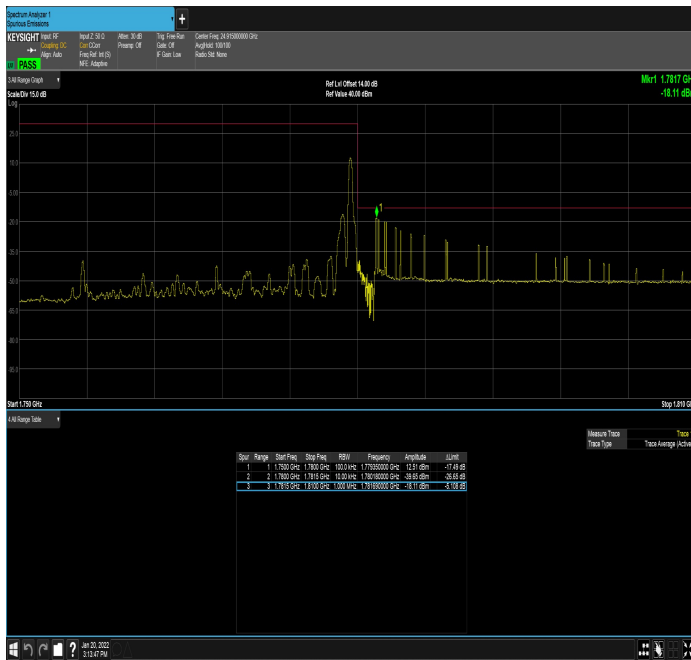 Spectrum Analyzer 1
Spurious Emissions
+
KEYSIGHT Input: RF Input Z: 50 Ω Atten: 30 dB Trig: Free Run Center Freq: 24.915000000 GHz
Coupling: DC Corr CCorr Preamp: Off Gate: Off Avg|Hold: 100/100
Align: Auto Freq Ref: Int (S) IF Gain: Low Radio Std: None
PASS NFE: Adaptive
3 All Range Graph
Ref Lvl Offset 14.00 dB
Mkr1 1.7817 GH
Scale/Div 15.0 dB
Ref Value 40.00 dBm
-18.11 dB
Log
25.0
10.0
-5.00
-20.0
-35.0
-50.0
-65.0
-80.0
-95.0
1
Start 1.750 GHz
Stop 1.810 G
4 All Range Table
Measure Trace Trace
Trace Type Trace Average (Active
Spur Range Start Freq Stop Freq RBW Frequency Amplitude ΔLimit
1 1 1.7500 GHz 1.7800 GHz 100.0 kHz 1.779350000 GHz 12.51 dBm -17.49 dB
2 2 1.7800 GHz 1.7815 GHz 10.00 kHz 1.780180000 GHz -39.65 dBm -26.65 dB
3 3 1.7815 GHz 1.8100 GHz 1.000 MHz 1.781690000 GHz -18.11 dBm -5.108 dB
?
Jan 20, 2022
3:13:47 PM